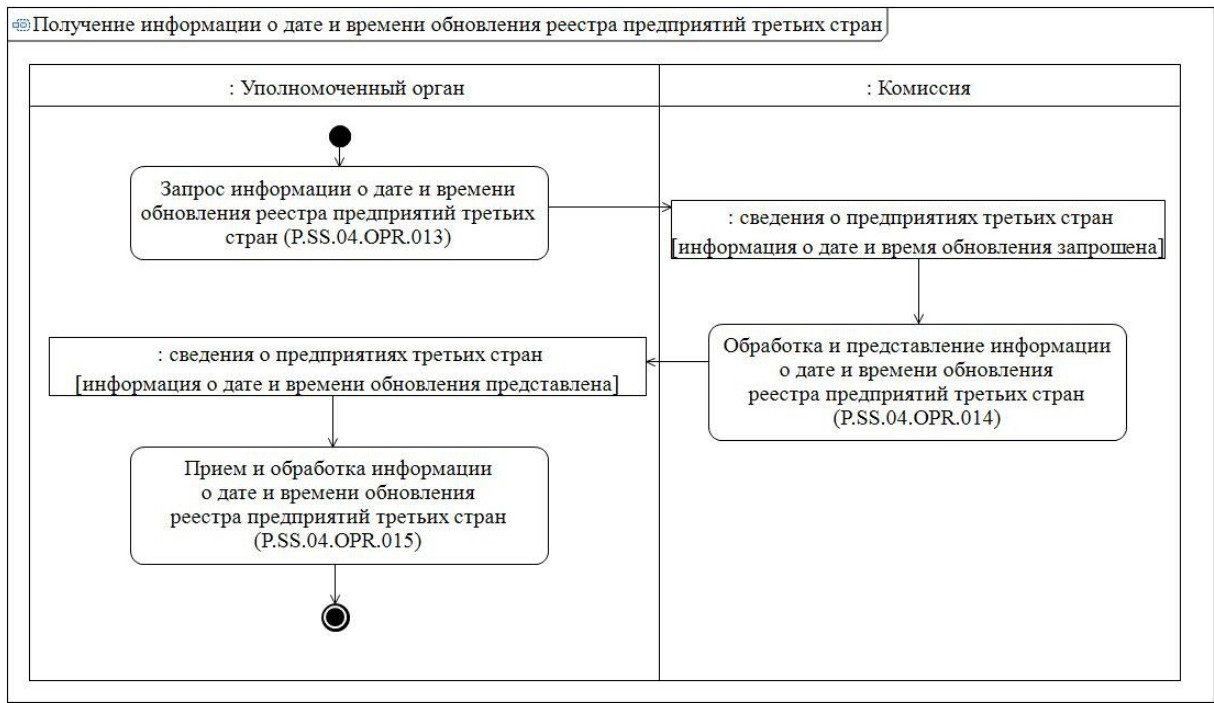 Получение информации о дате и времени обновления реестра предприятий третьих стран
: Уполномоченный орган
: Комиссия
Запрос информации о дате и времени
обновления реестра предприятий третьих
стран (P.SS.04.OPR.013)
: сведения о предприятиях третьих стран
[информация о дате и время обновления запрошена]
Обработка и представление информации
о дате и времени обновления
реестра предприятий третьих стран
(P.SS.04.OPR.014)
: сведения о предприятиях третьих стран
[информация о дате и времени обновления представлена]
Прием и обработка информации
о дате и времени обновления
реестра предприятий третьих стран
(P.SS.04.OPR.015)